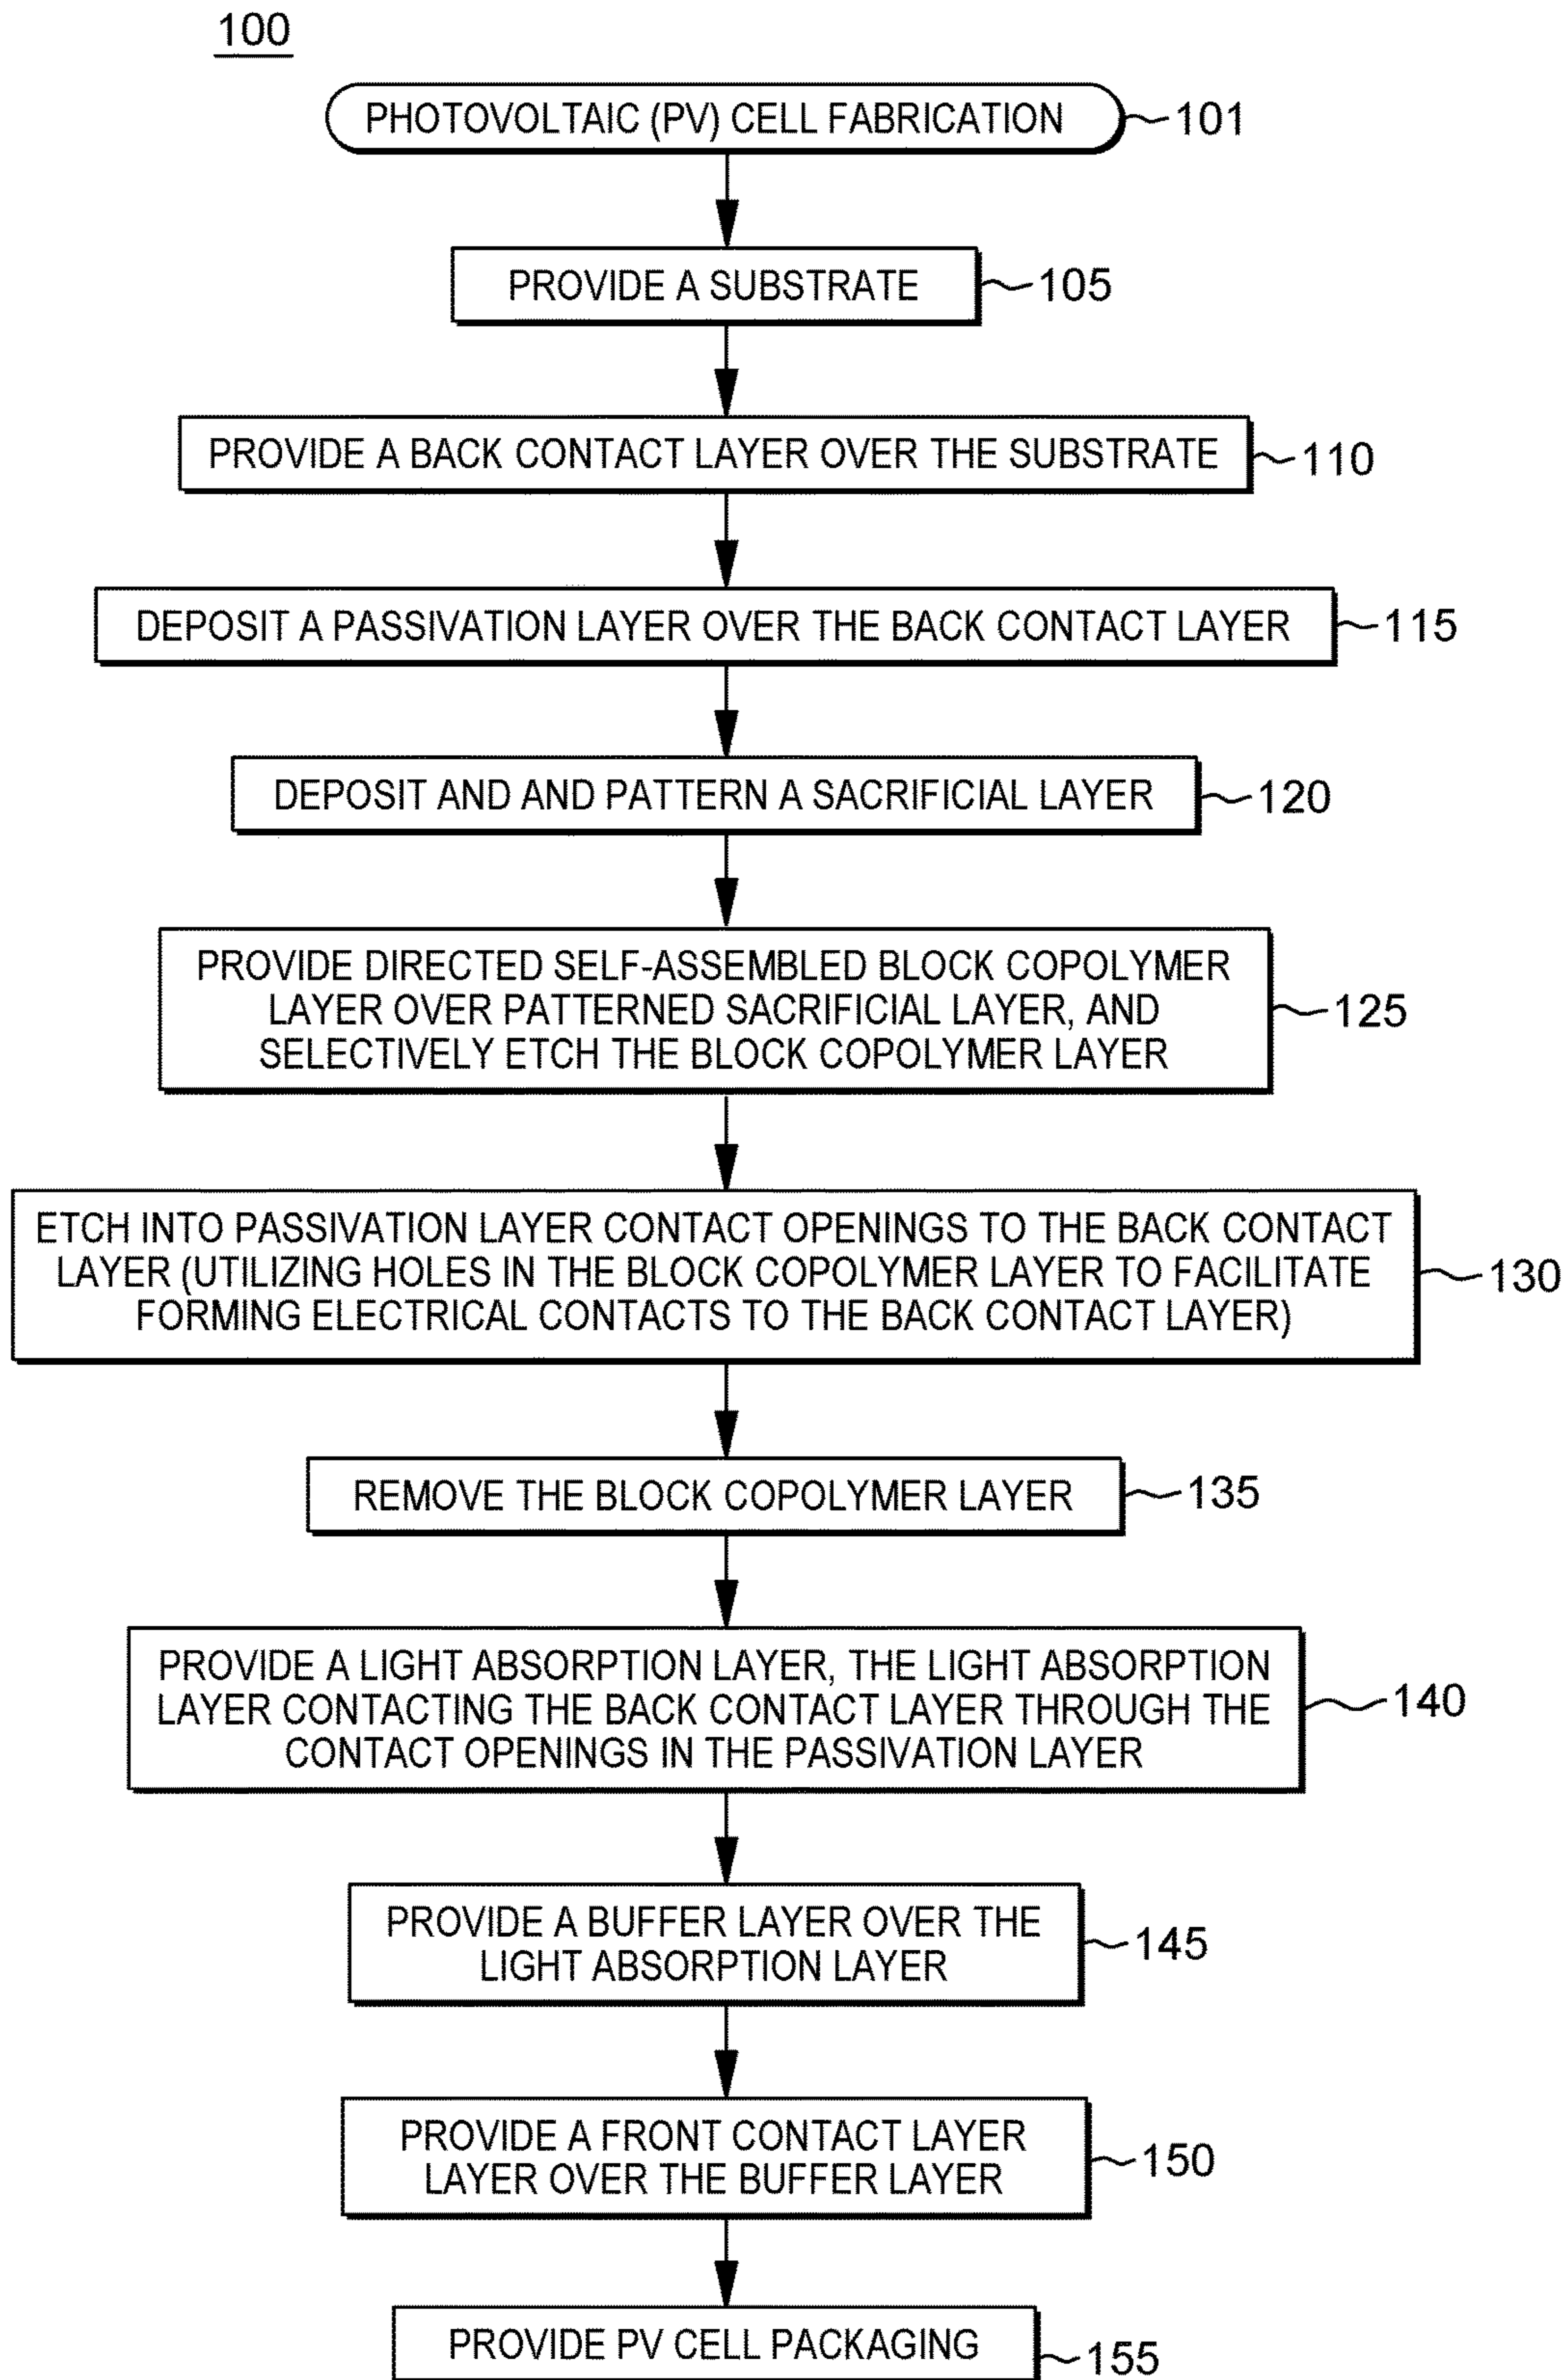 100
PHOTOVOLTAIC (PV) CELL FABRICATION
101
PROVIDE A SUBSTRATE
105
PROVIDE A BACK CONTACT LAYER OVER THE SUBSTRATE
110
DEPOSIT A PASSIVATION LAYER OVER THE BACK CONTACT LAYER
115
DEPOSIT AND AND PATTERN A SACRIFICIAL LAYER
120
PROVIDE DIRECTED SELF-ASSEMBLED BLOCK COPOLYMER
LAYER OVER PATTERNED SACRIFICIAL LAYER, AND
SELECTIVELY ETCH THE BLOCK COPOLYMER LAYER
125
ETCH INTO PASSIVATION LAYER CONTACT OPENINGS TO THE BACK CONTACT
LAYER (UTILIZING HOLES IN THE BLOCK COPOLYMER LAYER TO FACILITATE
FORMING ELECTRICAL CONTACTS TO THE BACK CONTACT LAYER)
130
REMOVE THE BLOCK COPOLYMER LAYER
135
PROVIDE A LIGHT ABSORPTION LAYER, THE LIGHT ABSORPTION
LAYER CONTACTING THE BACK CONTACT LAYER THROUGH THE
CONTACT OPENINGS IN THE PASSIVATION LAYER
140
PROVIDE A BUFFER LAYER OVER THE
LIGHT ABSORPTION LAYER
145
PROVIDE A FRONT CONTACT LAYER
LAYER OVER THE BUFFER LAYER
150
PROVIDE PV CELL PACKAGING
155